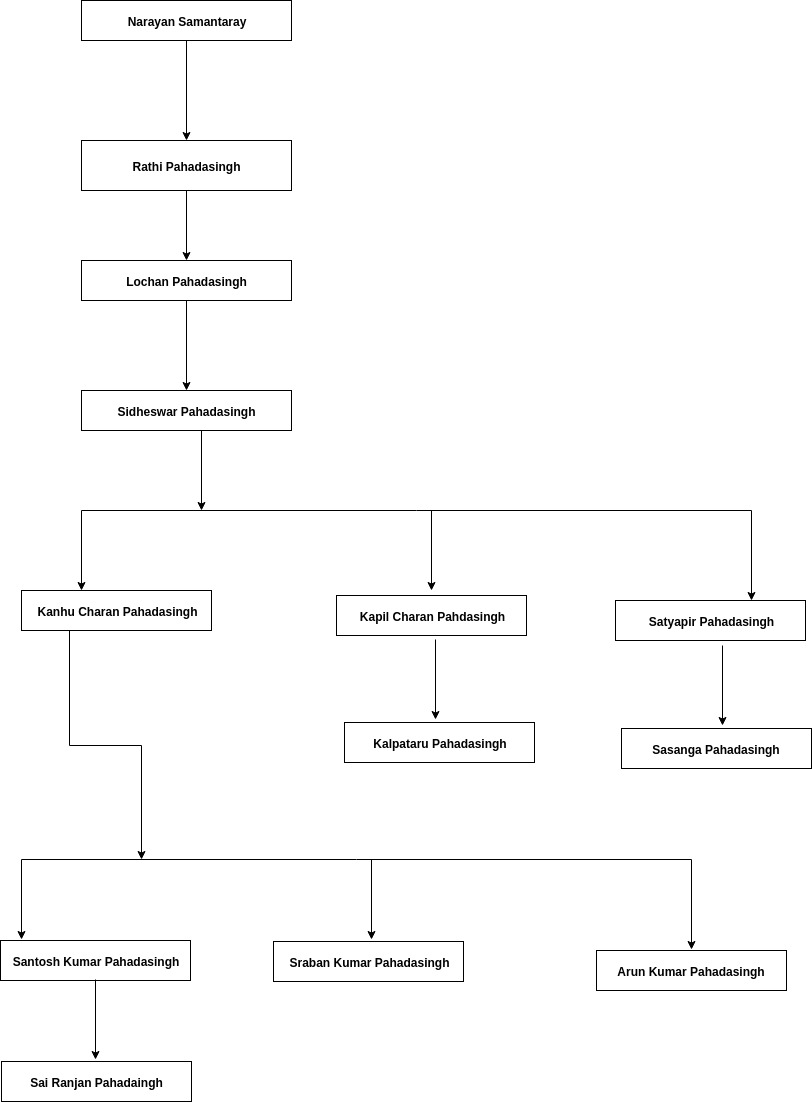 Narayan Samantaray
Rathi Pahadasingh
Lochan Pahadasingh
Sidheswar Pahadasingh
Kanhu Charan Pahadasingh
Kapil Charan Pahdasingh
Satyapir Pahadasingh
Kalpataru Pahadasingh
Sasanga Pahadasingh
Santosh Kumar Pahadasingh
Sraban Kumar Pahadasingh
Arun Kumar Pahadasingh
Sai Ranjan Pahadaingh